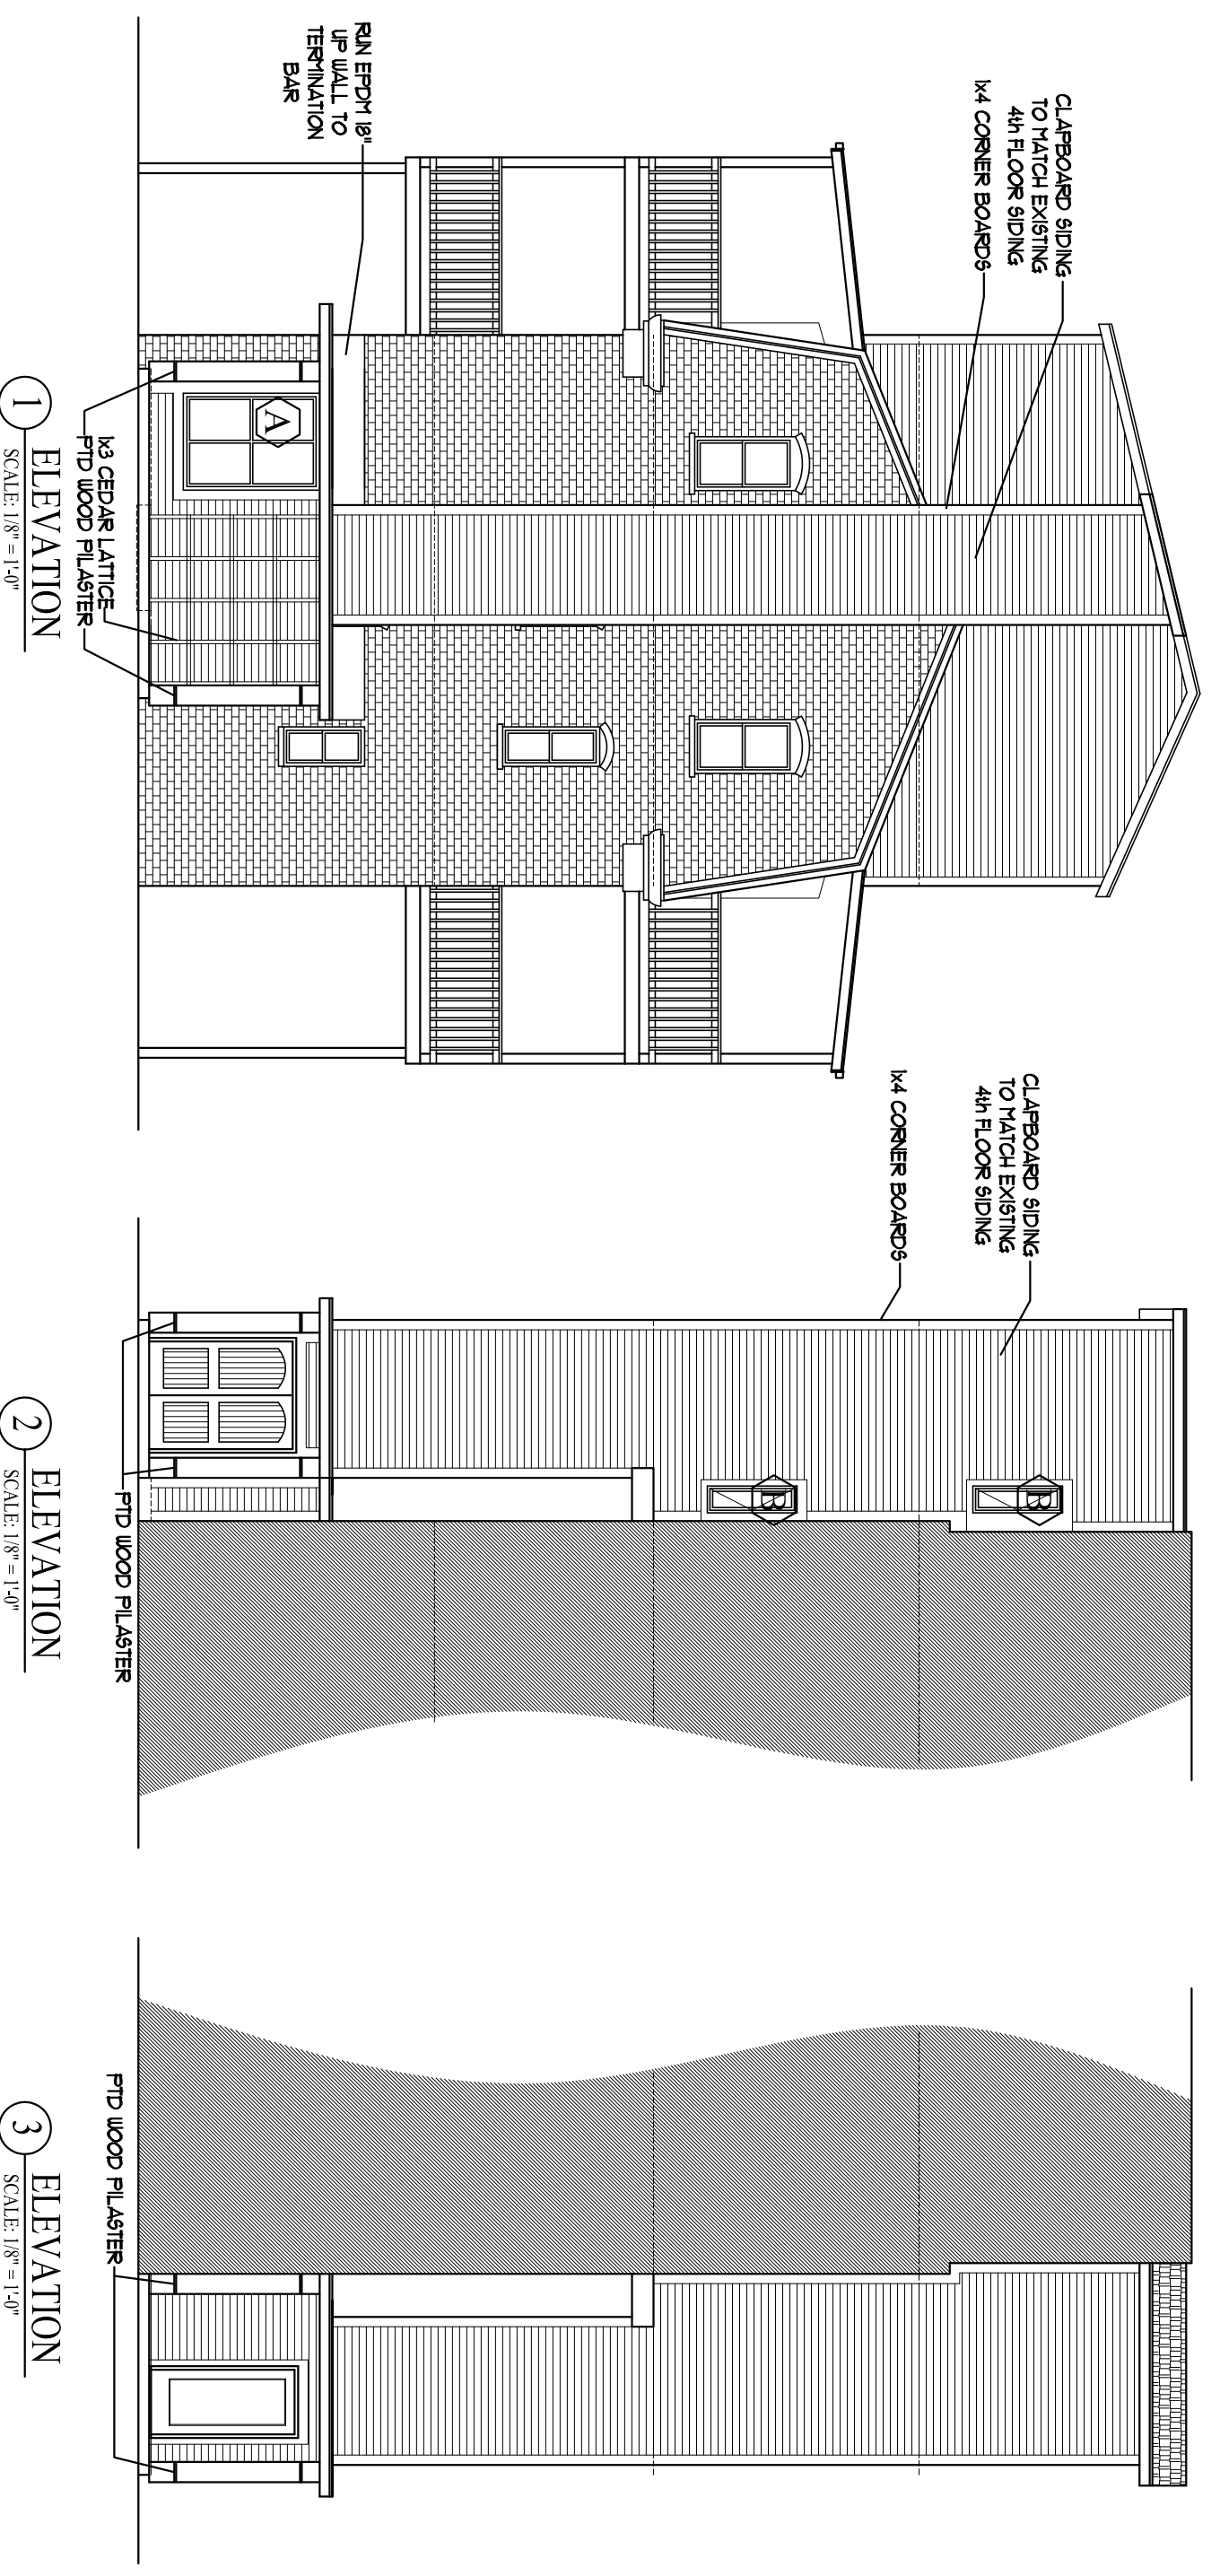 CLAPBOARD SIDING
TO MATCH EXISTING
4th FLOOR SIDING
1x4 CORNER BOARDS
RUN EPDM 18"
UP WALL TO
TERMINATION
BAR
A
1x3 CEDAR LATTICE
PTD WOOD PILASTER
1
ELEVATION
SCALE: 1/8" = 1'-0"
CLAPBOARD SIDING
TO MATCH EXISTING
4th FLOOR SIDING
1x4 CORNER BOARDS
B
B
PTD WOOD PILASTER
2
ELEVATION
SCALE: 1/8" = 1'-0"
PTD WOOD PILASTER
3
ELEVATION
SCALE: 1/8" = 1'-0"